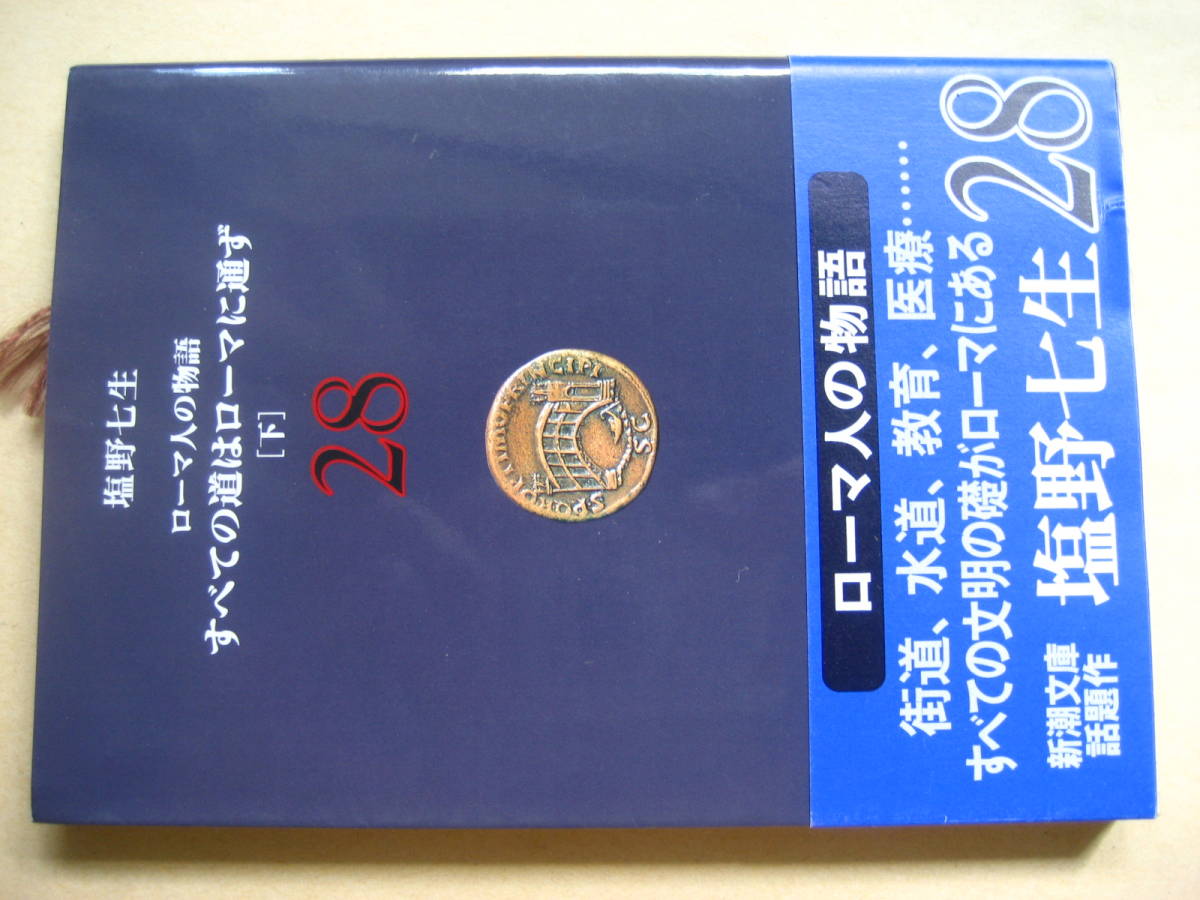 塩野七生
ローマ人の物語
すべての道はローマに通ず
［下］
28
S.P.Q.R. OPTIMO PRINCIPI
SC
ローマ人の物語
街道、水道、教育、医療……
すべての文明の礎がローマにある
28
新潮文庫
話題作
塩野七生